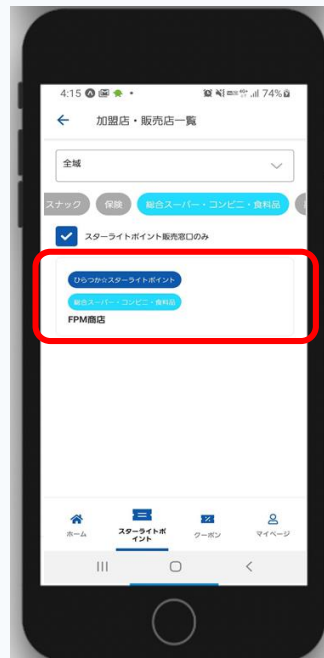 4:15 74%
加盟店・販売店一覧
全域
スナック 保険 総合スーパー・コンビニ・食料品
スターライトポイント販売窓口のみ
ひらつか☆スターライトポイント
総合スーパー・コンビニ・食料品
FPM商店
ホーム スターライトポ クーポン マイページ
イント